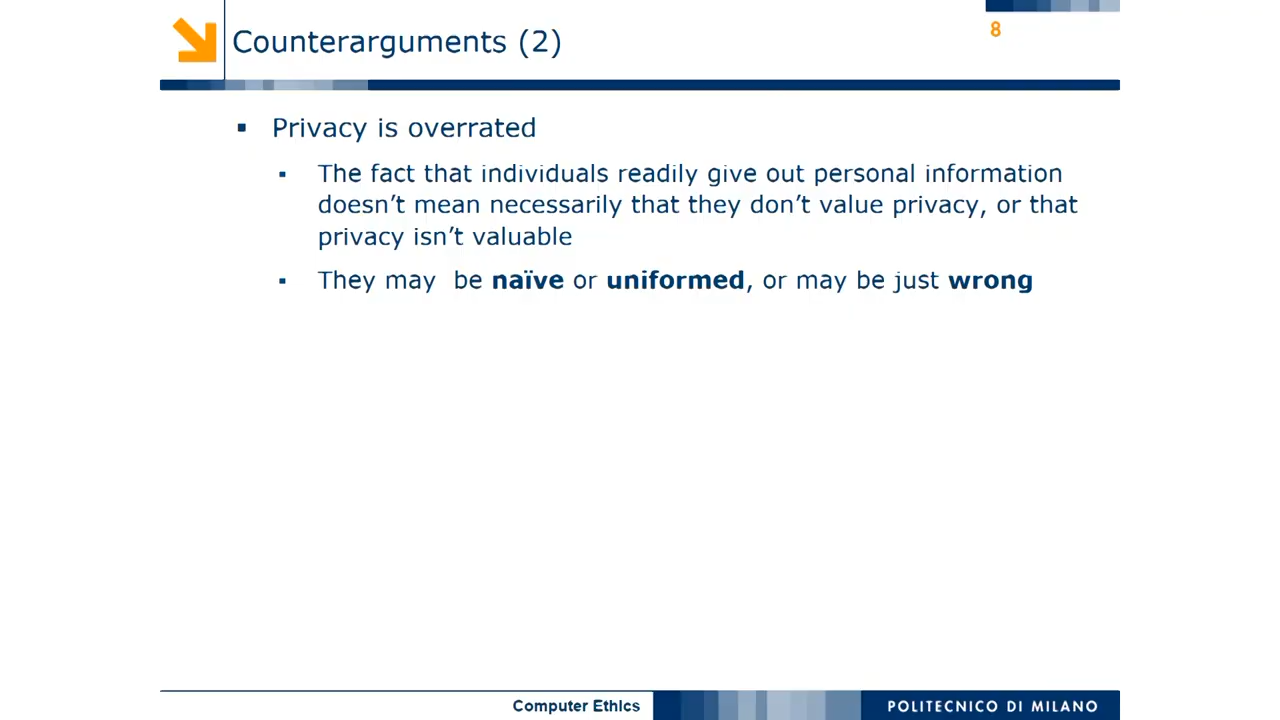 8
Counterarguments (2)
▪ Privacy is overrated
▪ The fact that individuals readily give out personal information
doesn’t mean necessarily that they don’t value privacy, or that
privacy isn’t valuable
▪ They may be naïve or uniformed, or may be just wrong
Computer Ethics
POLITECNICO DI MILANO